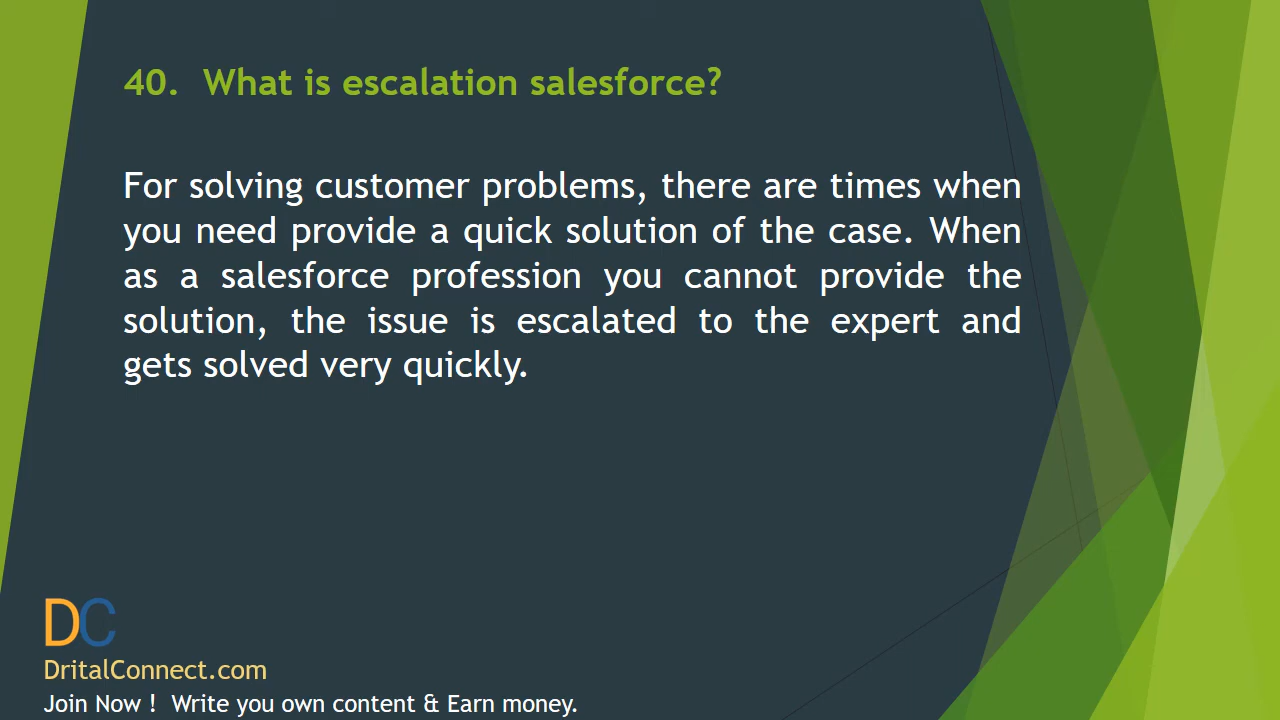 40. What is escalation salesforce?
For solving customer problems, there are times when
you need provide a quick solution of the case. When
as a salesforce profession you cannot provide the
solution, the issue is escalated to the expert and
gets solved very quickly.
DC
DritalConnect.com
Join Now ! Write you own content & Earn money.